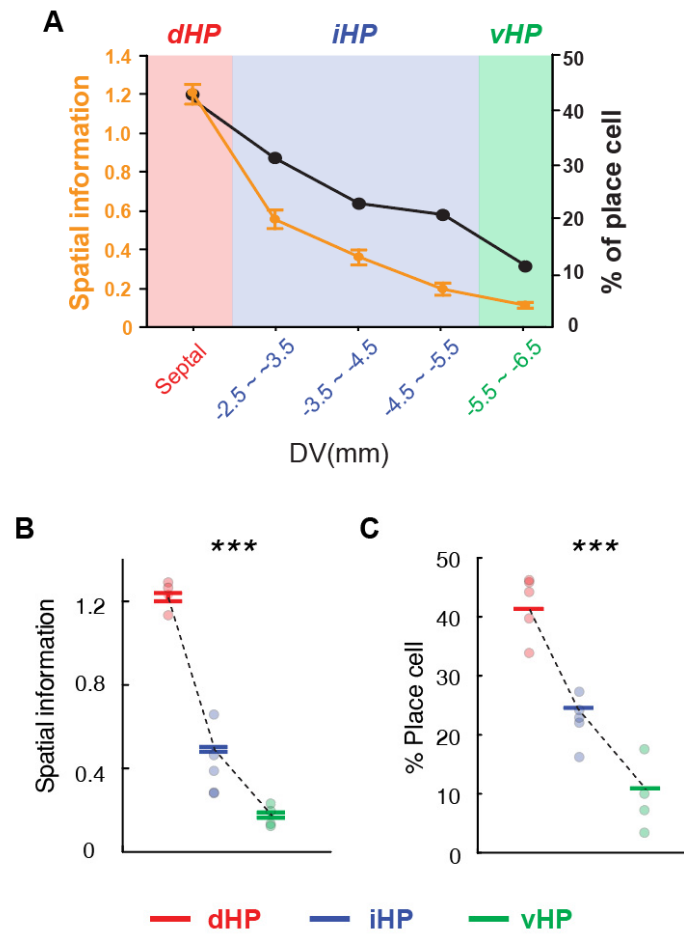 A
dHP iHP vHP
1.4
1.2
1.0
0.8
0.6
0.4
0.2
0
Spatial information
50
40
30
20
10
0
% of place cell
Septal
-2.5 ~ ~3.5
-3.5 ~ -4.5
-4.5 ~ -5.5
-5.5 ~ -6.5
DV(mm)
B
***
1.2
0.8
0.4
0
Spatial information
C
***
50
40
30
20
10
0
% Place cell
dHP iHP vHP